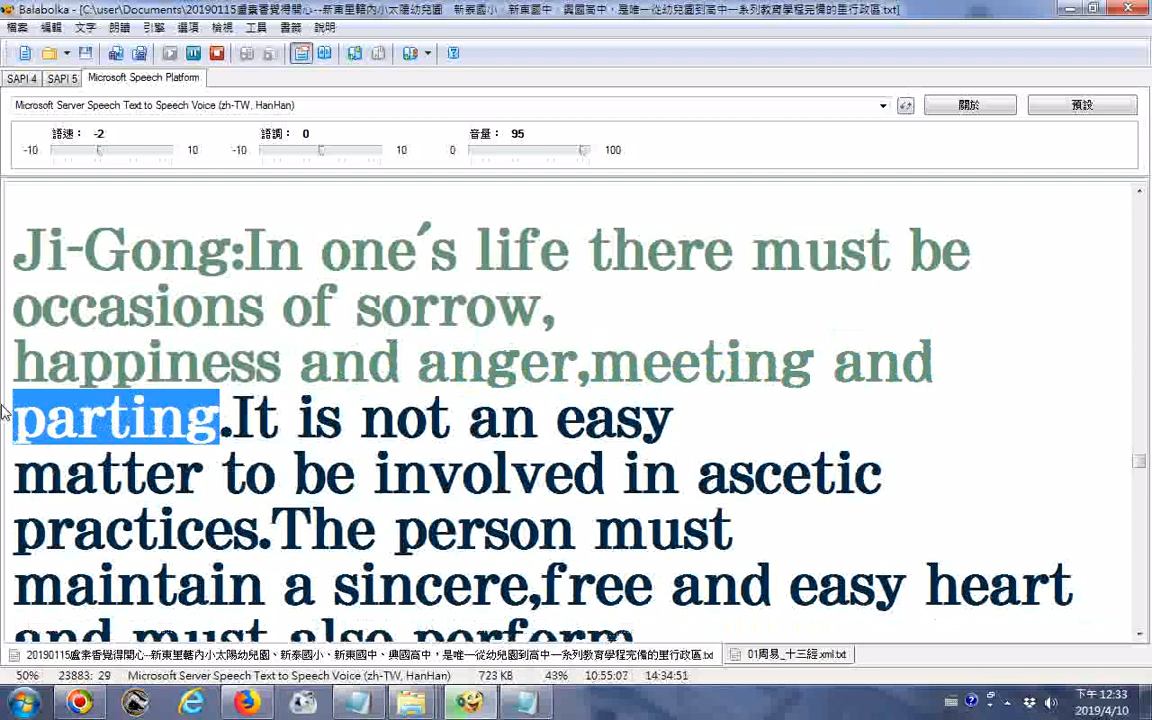 Balabolka - [C:\user\Documents\20190115盧素香覺得開心--新東里轄內小太陽幼兒園、新泰國小、新東國中、興國高中，是唯一從幼兒園到高中一系列教育學程完備的里行政區.txt]
檔案 編輯 文字 朗讀 引擎 選項 檢視 工具 書籤 說明
SAPI 4 SAPI 5 Microsoft Speech Platform
Microsoft Server Speech Text to Speech Voice (zh-TW, HanHan) 關於 預設
語速： -2 語調： 0 音量： 95
-10 10 -10 10 0 100
Ji-Gong:In one´s life there must be
occasions of sorrow,
happiness and anger,meeting and
parting.It is not an easy
matter to be involved in ascetic
practices.The person must
maintain a sincere,free and easy heart
and must also perform
20190115盧素香覺得開心--新東里轄內小太陽幼兒園、新泰國小、新東國中、興國高中，是唯一從幼兒園到高中一系列教育學程完備的里行政區.txt 01周易_十三經.xml.txt
50% 23883: 29 Microsoft Server Speech Text to Speech Voice (zh-TW, HanHan) 723 KB 43% 10:55:07 14:34:51
下午 12:33
2019/4/10